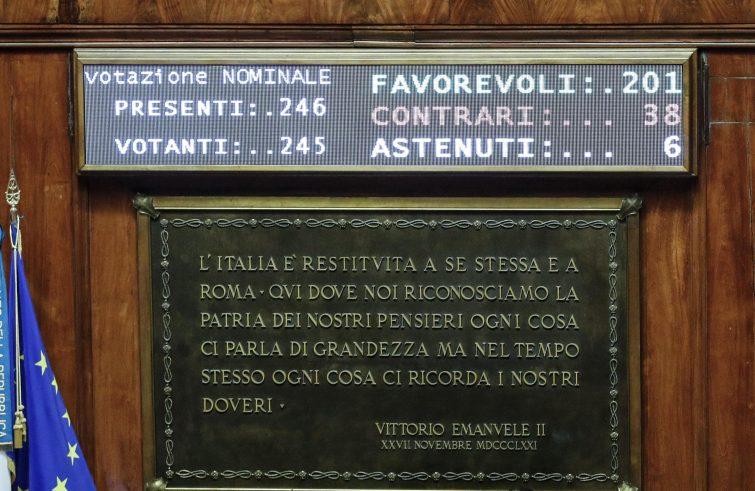 votazione NOMINALE
PRESENTI:.246
VOTANTI:..245
FAVOREVOLI:.201
CONTRARI:... 38
ASTENUTI:... 6
L'ITALIA E' RESTITVITA A SE STESSA E A
ROMA · QVI DOVE NOI RICONOSCIAMO LA
PATRIA DEI NOSTRI PENSIERI OGNI COSA
CI PARLA DI GRANDEZZA MA NEL TEMPO
STESSO OGNI COSA CI RICORDA I NOSTRI
DOVERI ·
VITTORIO EMANVELE II
XXVII NOVEMBRE MDCCCLXXI
DELLA REPUBBLICA